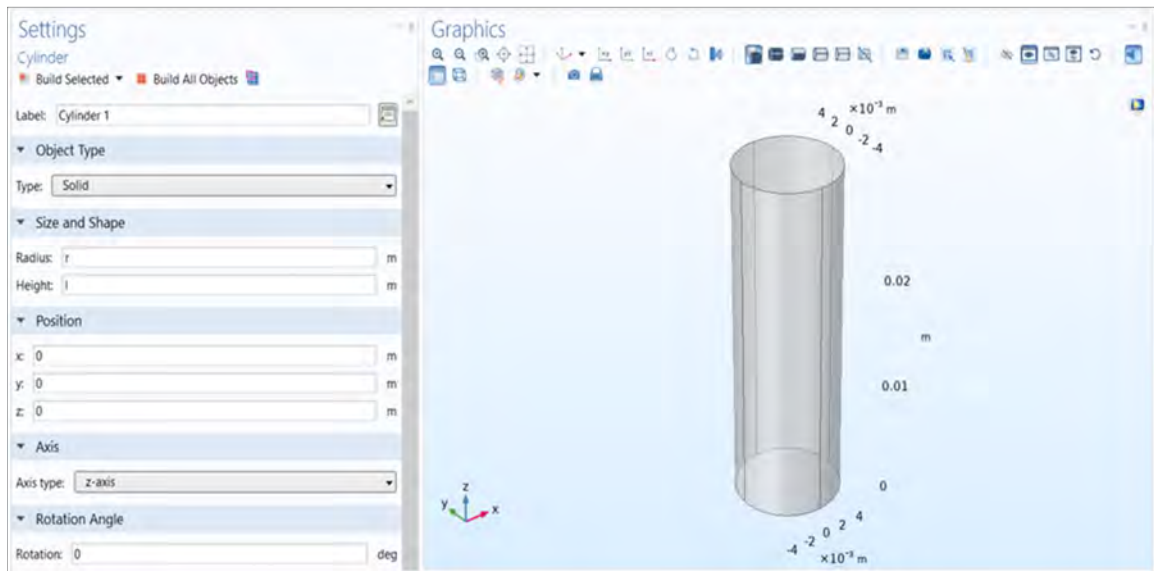 Settings
Cylinder
Build Selected Build All Objects
Label: Cylinder 1
Object Type
Type: Solid
Size and Shape
Radius: r m
Height: l m
Position
x: 0 m
y: 0 m
z: 0 m
Axis
Axis type: z-axis
Rotation Angle
Rotation: 0 deg
Graphics
4 2 0 -2 -4 ×10⁻³ m
0.02
m
0.01
0
z
y x
-4 -2 0 2 4
×10⁻³ m